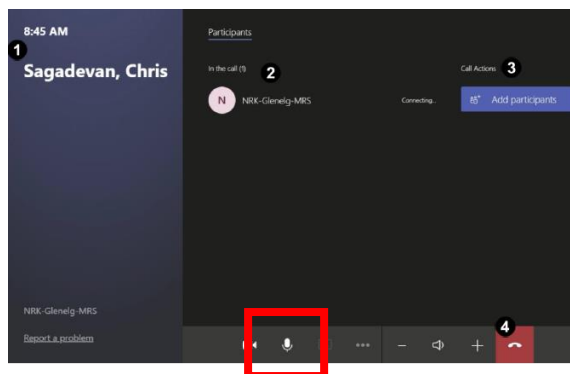 8:45 AM
Participants
1
Sagadevan, Chris
In the call (1)
2
Call Actions
3
N
NRK-Glenelg-MRS
Connecting...
Add participants
NRK-Glenelg-MRS
Report a problem
4